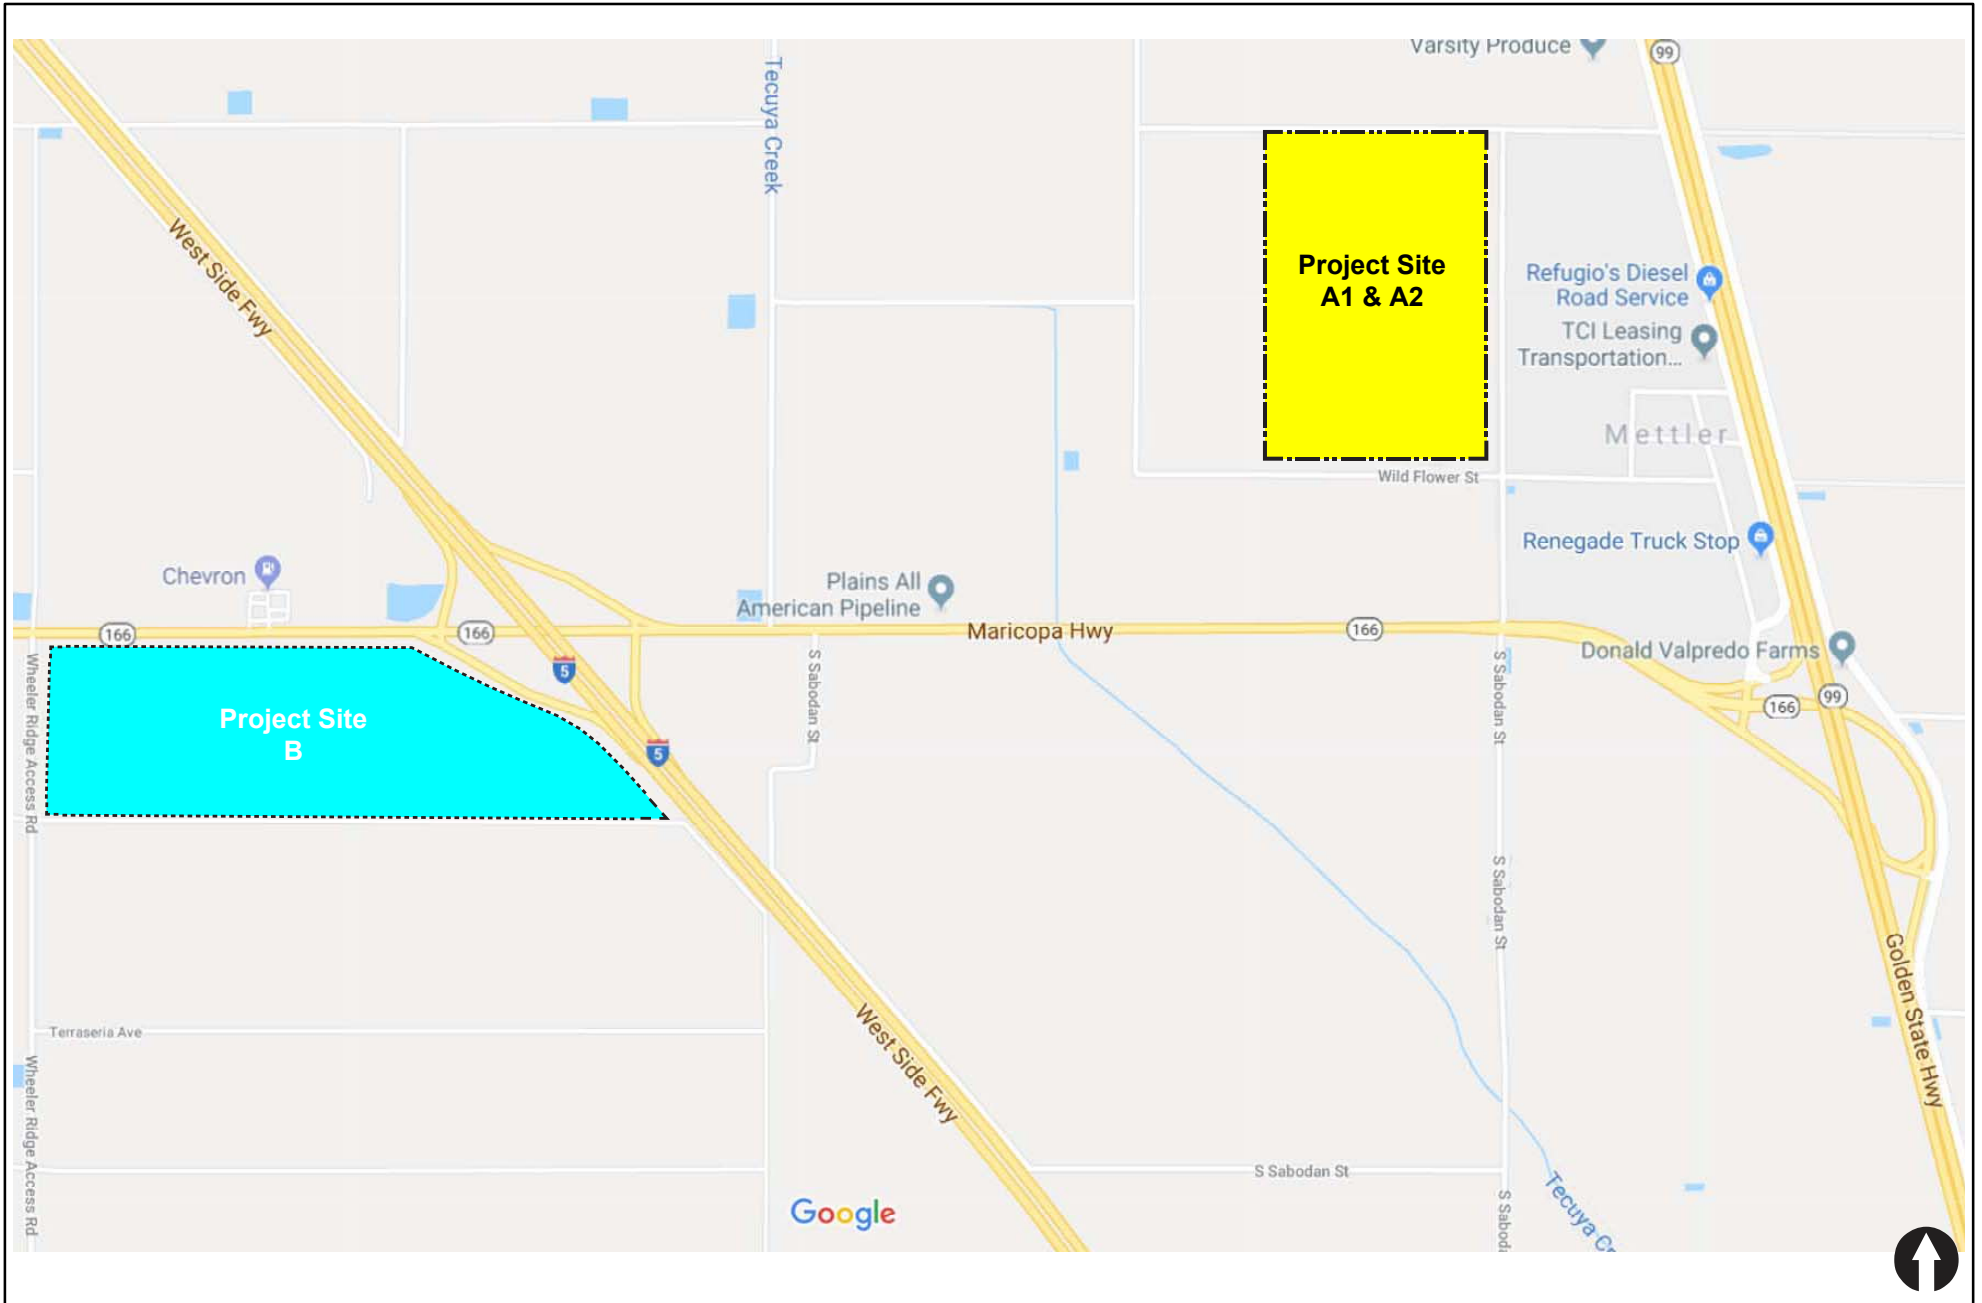 Varsity Produce
99
Tecuya Creek
West Side Fwy
Project Site
A1 & A2
Refugio's Diesel
Road Service
TCI Leasing
Transportation...
Mettler
Wild Flower St
Renegade Truck Stop
Chevron
Plains All
American Pipeline
166
166
Maricopa Hwy
166
Donald Valpredo Farms
Wheeler Ridge Access Rd
5
S Sabodan St
S Sabodan St
166
99
Project Site
B
5
S Sabodan St
Golden State Hwy
West Side Fwy
Terraseria Ave
Wheeler Ridge Access Rd
S Sabodan St
Tecuya Cr
S Saboda
Google